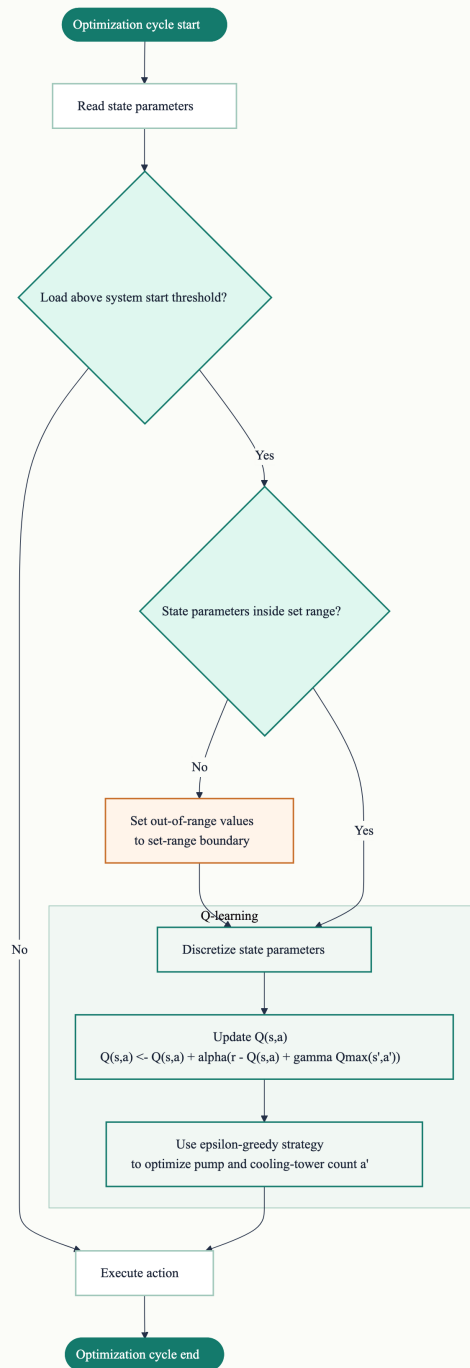 Optimization cycle start
Read state parameters
Load above system start threshold?
Yes
State parameters inside set range?
No
Set out-of-range values
to set-range boundary
Yes
Q-learning
Discretize state parameters
No
Update Q(s,a)
Q(s,a) <- Q(s,a) + alpha(r - Q(s,a) + gamma Qmax(s',a'))
Use epsilon-greedy strategy
to optimize pump and cooling-tower count a'
Execute action
Optimization cycle end